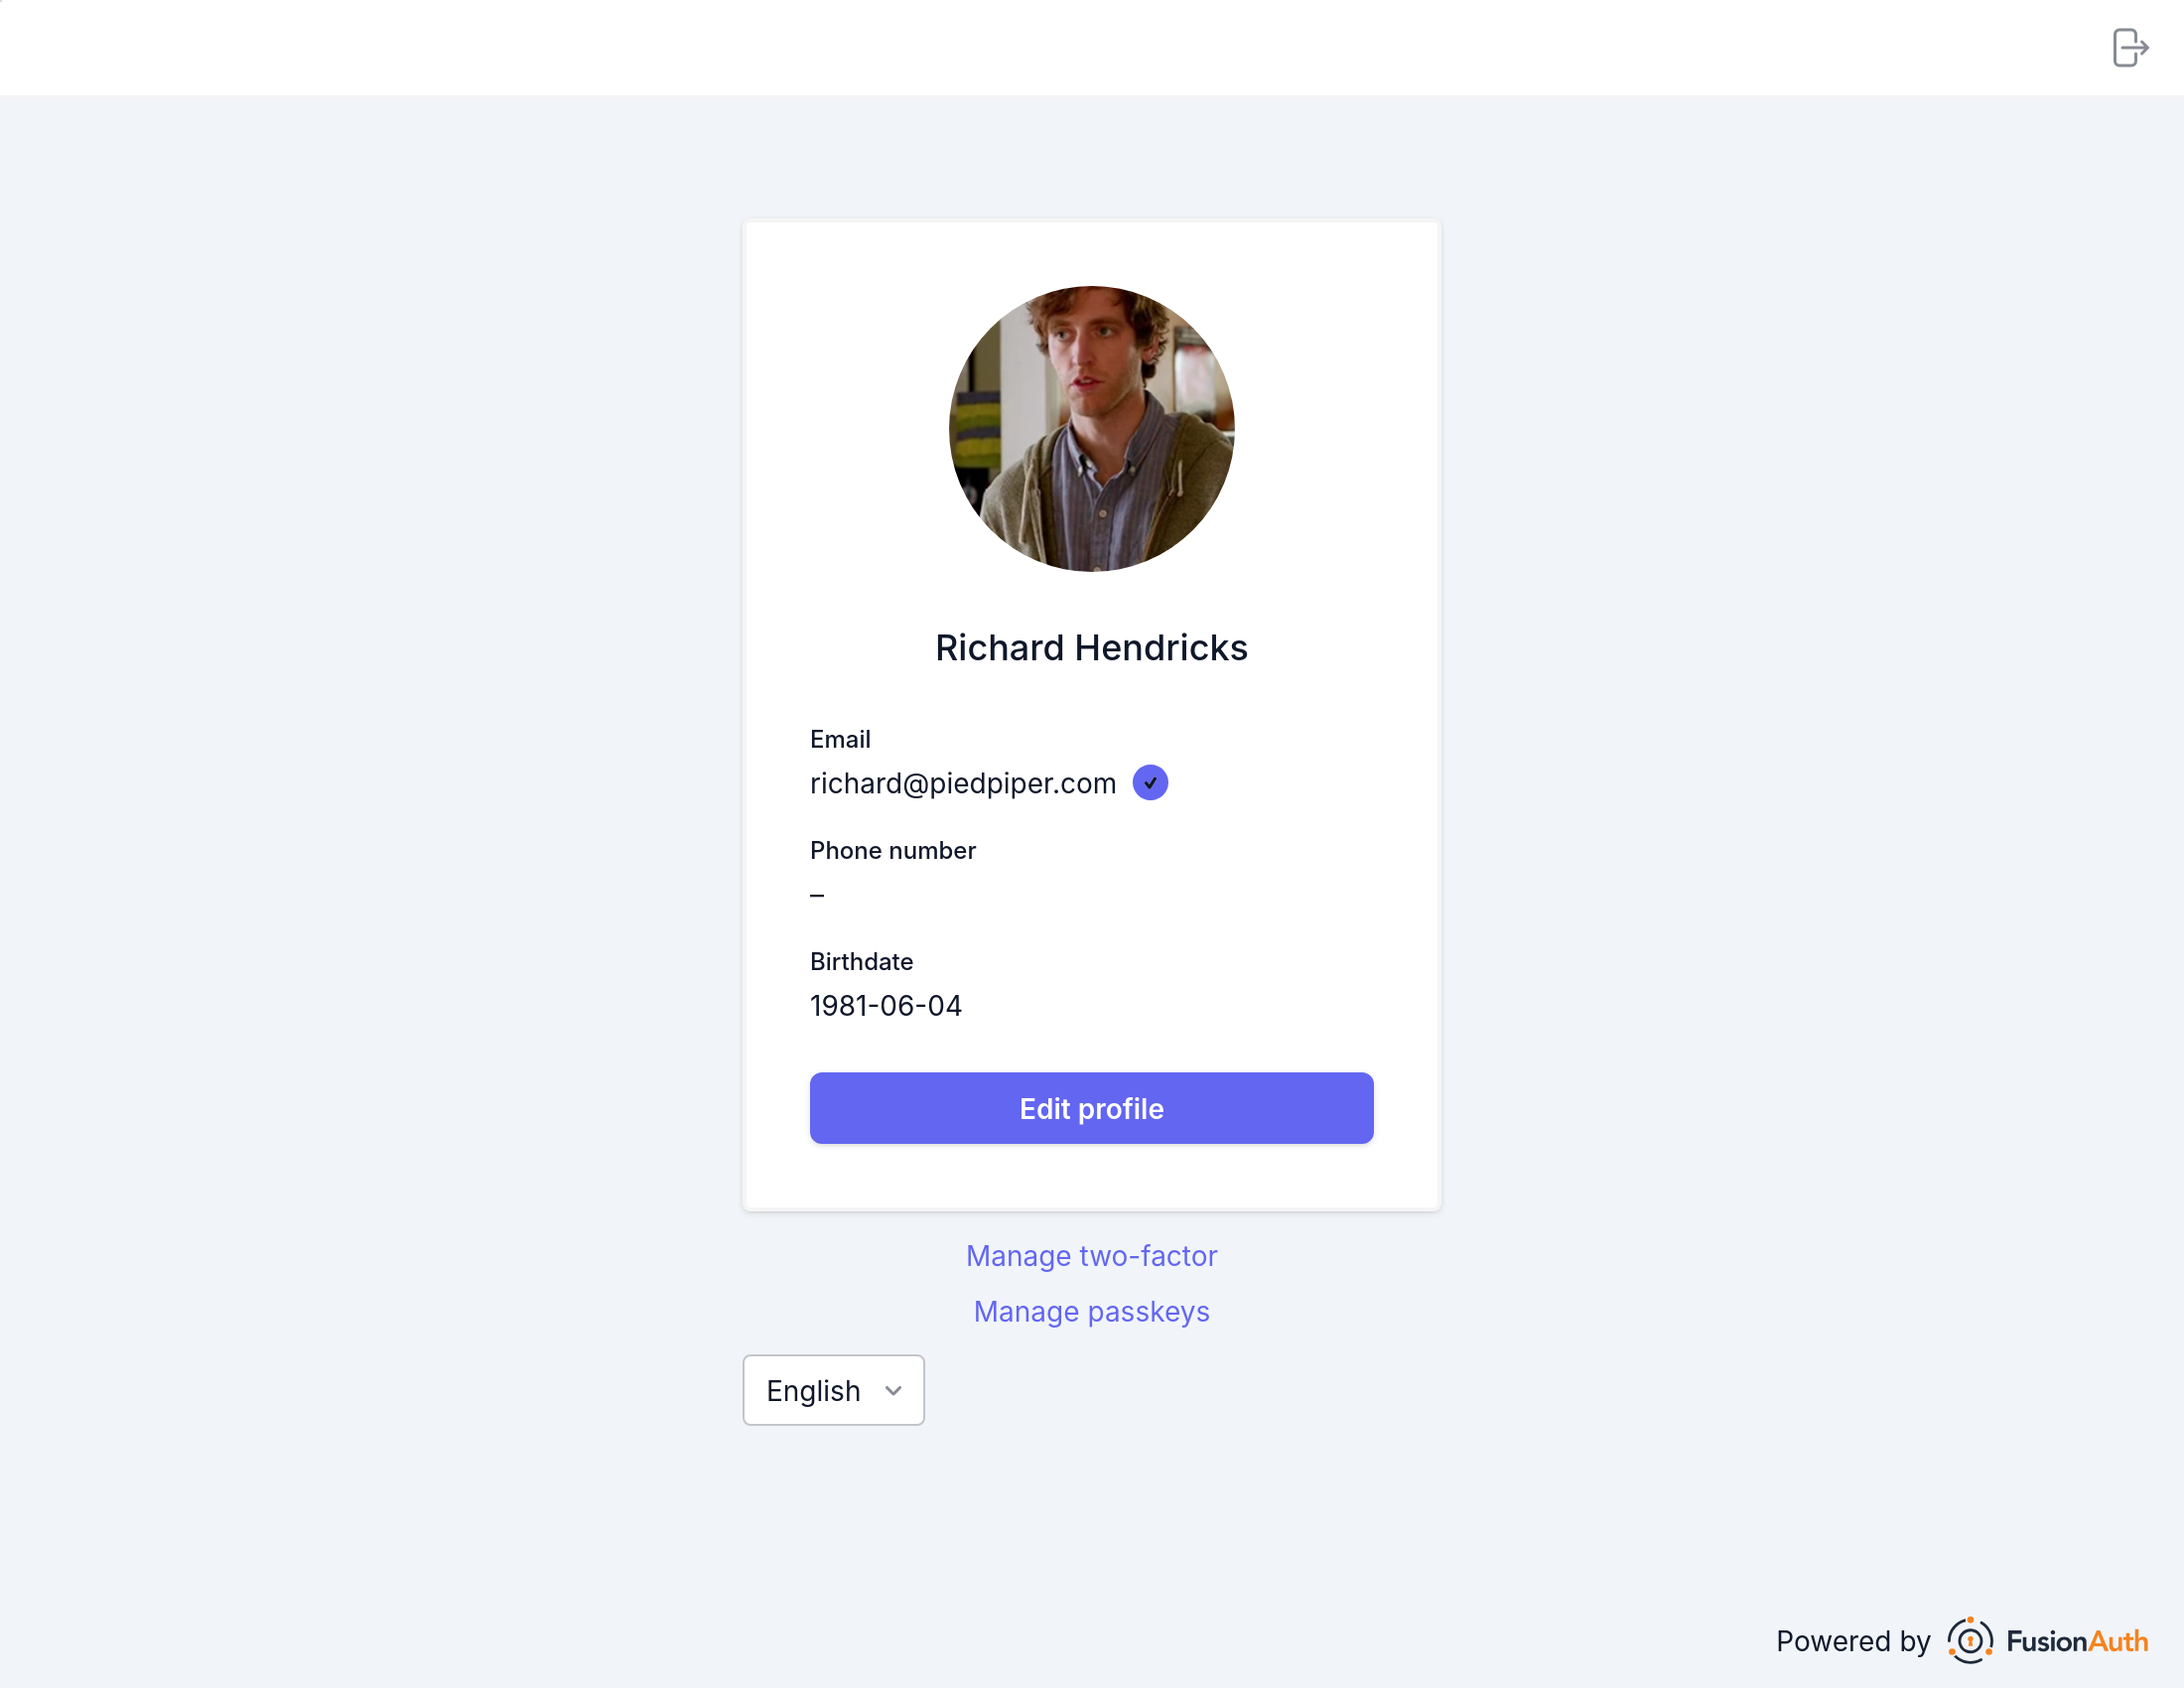 Richard Hendricks
Email
richard@piedpiper.com
Phone number
–
Birthdate
1981-06-04
Edit profile
Manage two-factor
Manage passkeys
English
Powered by FusionAuth